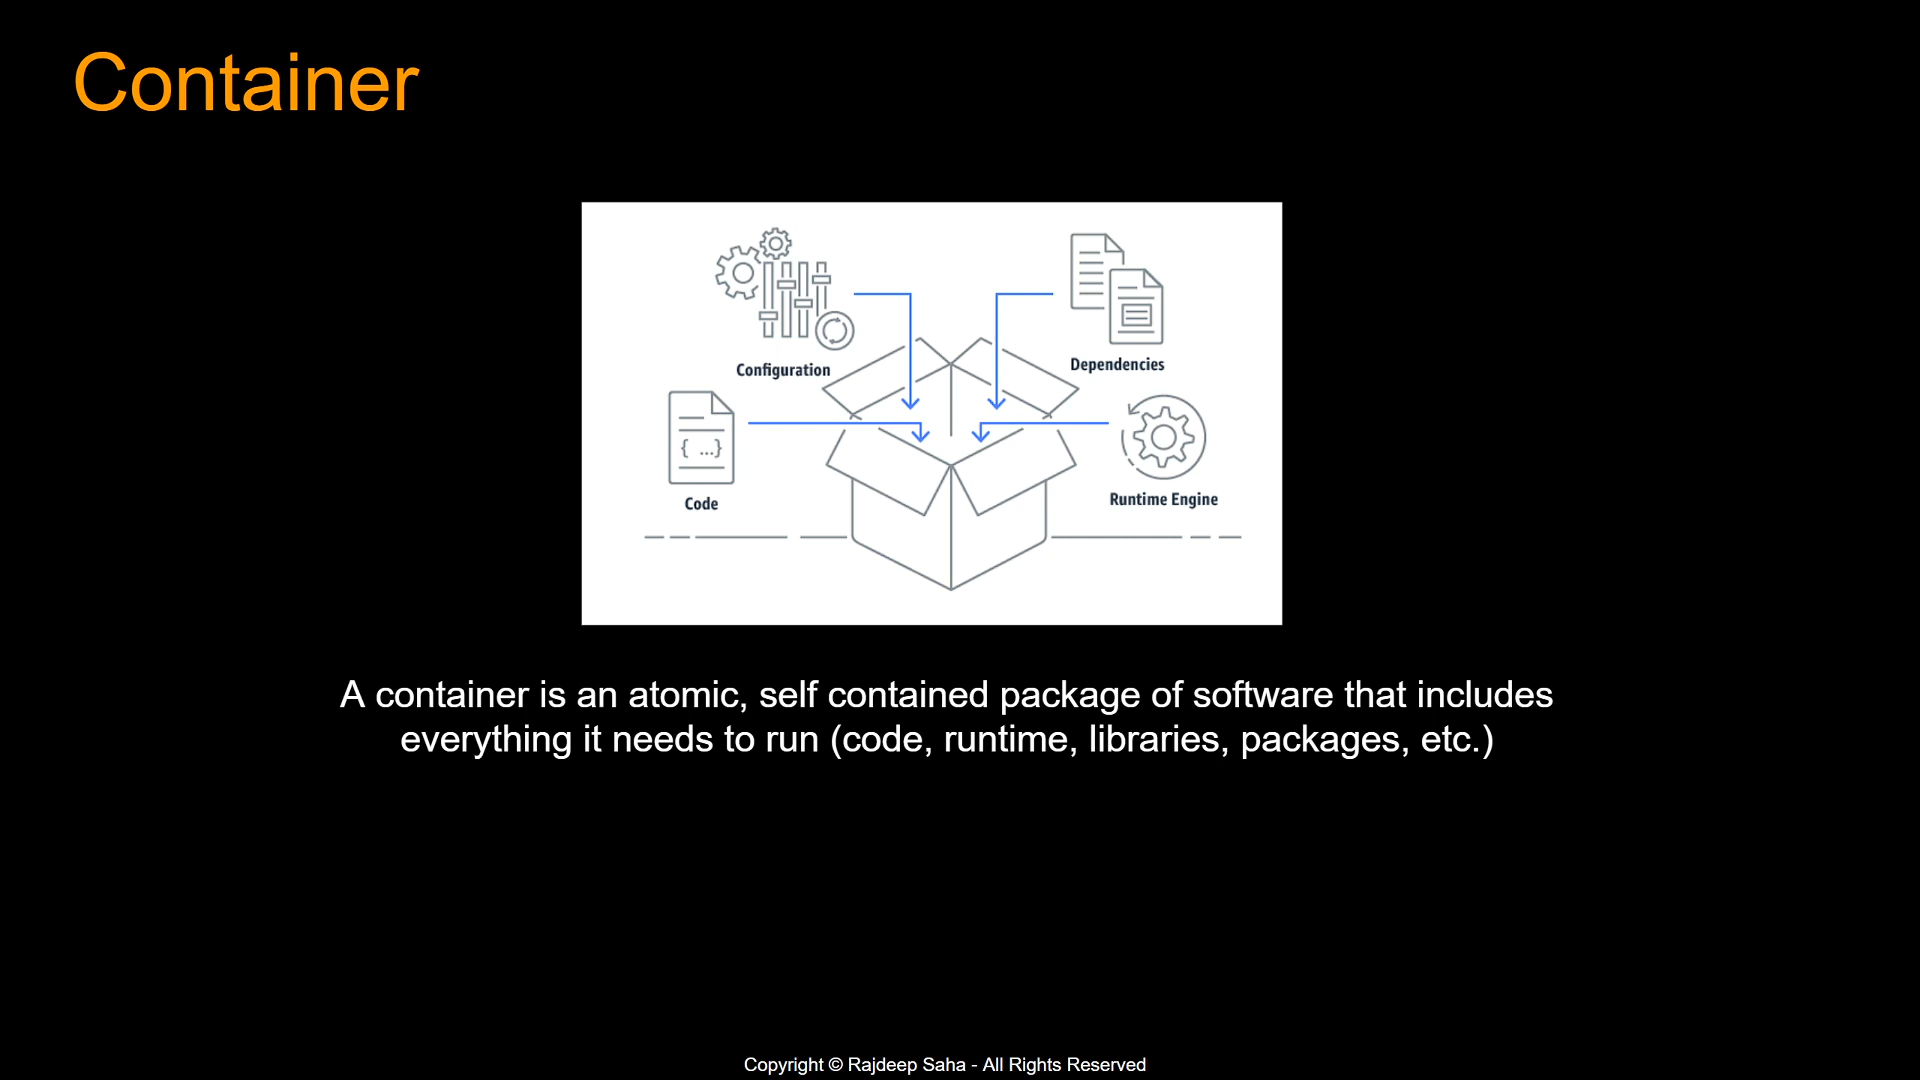 Container
Configuration
Dependencies
{ ...}
Code
Runtime Engine
A container is an atomic, self contained package of software that includes
everything it needs to run (code, runtime, libraries, packages, etc.)
Copyright © Rajdeep Saha - All Rights Reserved